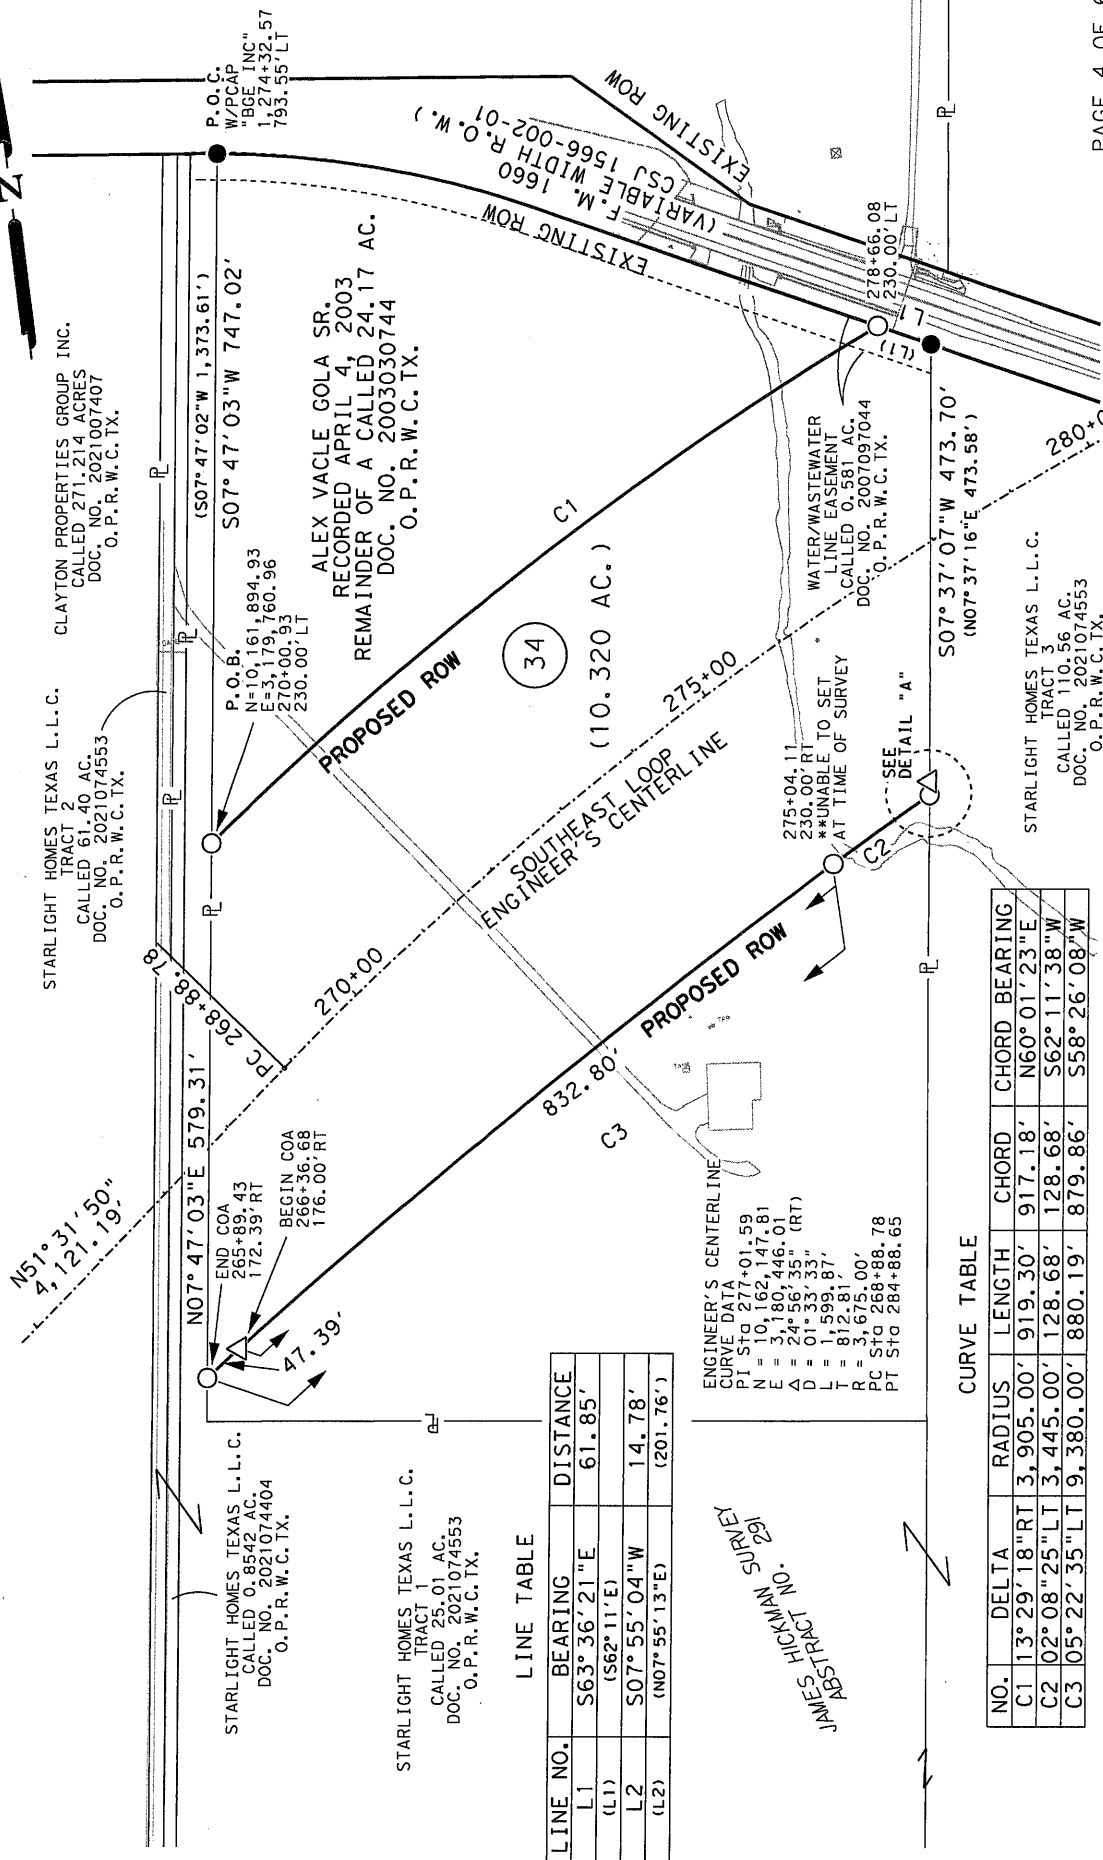 Z
P.O.C.
W/PCAP
"BGE INC"
1,274+32.57
793.55'LT
CLAYTON PROPERTIES GROUP INC.
CALLED 271.214 ACRES
DOC. NO. 2021007407
O.P.R.W.C.TX.
STARLIGHT HOMES TEXAS L.L.C.
TRACT 2
CALLED 61.40 AC.
DOC. NO. 2021074553
O.P.R.W.C.TX.
(S07°47'02"W 1,373.61')
S07°47'03"W 747.02'
P.O.B.
N=10,161,894.93
E=3,179,760.96
270+00.93
230.00'LT
ALEX VACLE GOLA SR.
RECORDED APRIL 4, 2003
REMAINDER OF A CALLED 24.17 AC.
DOC. NO. 2003030744
O.P.R.W.C.TX.
EXISTING ROW
F.M. 1660
(VARIABLE WIDTH R.O.W.)
CSJ 1566-002-01
EXISTING ROW
278+66.08
230.00'LT
L1
(L1)
WATER/WASTEWATER
LINE EASEMENT
CALLED 0.581 AC.
DOC. NO. 2007097044
O.P.R.W.C.TX.
C1
PROPOSED ROW
34
(10.320 AC.)
275+00
280+0
SOUTHEAST LOOP
ENGINEER'S CENTERLINE
270+00
PC 268+88.78
N51°31'50"
4,121.19'
N07°47'03"E 579.31'
END COA
265+89.43
172.39'RT
BEGIN COA
266+36.68
176.00'RT
47.39'
832.80'
C3
PROPOSED ROW
275+04.11
230.00'RT
**UNABLE TO SET
AT TIME OF SURVEY
C2
SEE
DETAIL "A"
S07°37'07"W 473.70'
(N07°37'16"E 473.58')
STARLIGHT HOMES TEXAS L.L.C.
TRACT 3
CALLED 110.56 AC.
DOC. NO. 2021074553
O.P.R.W.C.TX.
STARLIGHT HOMES TEXAS L.L.C.
CALLED 0.8542 AC.
DOC. NO. 2021074404
O.P.R.W.C.TX.
STARLIGHT HOMES TEXAS L.L.C.
TRACT 1
CALLED 25.01 AC.
DOC. NO. 2021074553
O.P.R.W.C.TX.
ENGINEER'S CENTERLINE
CURVE DATA
PI Sta 277+01.59
N = 10,162,147.81
E = 3,180,446.01
Δ = 24°56'35" (RT)
D = 01°33'33"
L = 1,599.87'
T = 812.81'
R = 3,675.00'
PC Sta 268+88.78
PT Sta 284+88.65
LINE TABLE
LINE NO. BEARING DISTANCE
L1 S63°36'21"E 61.85'
(L1) (S62°11'E)
L2 S07°55'04"W 14.78'
(L2) (N07°55'13"E) (201.76')
JAMES HICKMAN SURVEY
ABSTRACT NO. 291
CURVE TABLE
NO. DELTA RADIUS LENGTH CHORD CHORD BEARING
C1 13°29'18"RT 3,905.00' 919.30' 917.18' N60°01'23"E
C2 02°08'25"LT 3,445.00' 128.68' 128.68' S62°11'38"W
C3 05°22'35"LT 9,380.00' 880.19' 879.86' S58°26'08"W
PAGE 4 OF 6